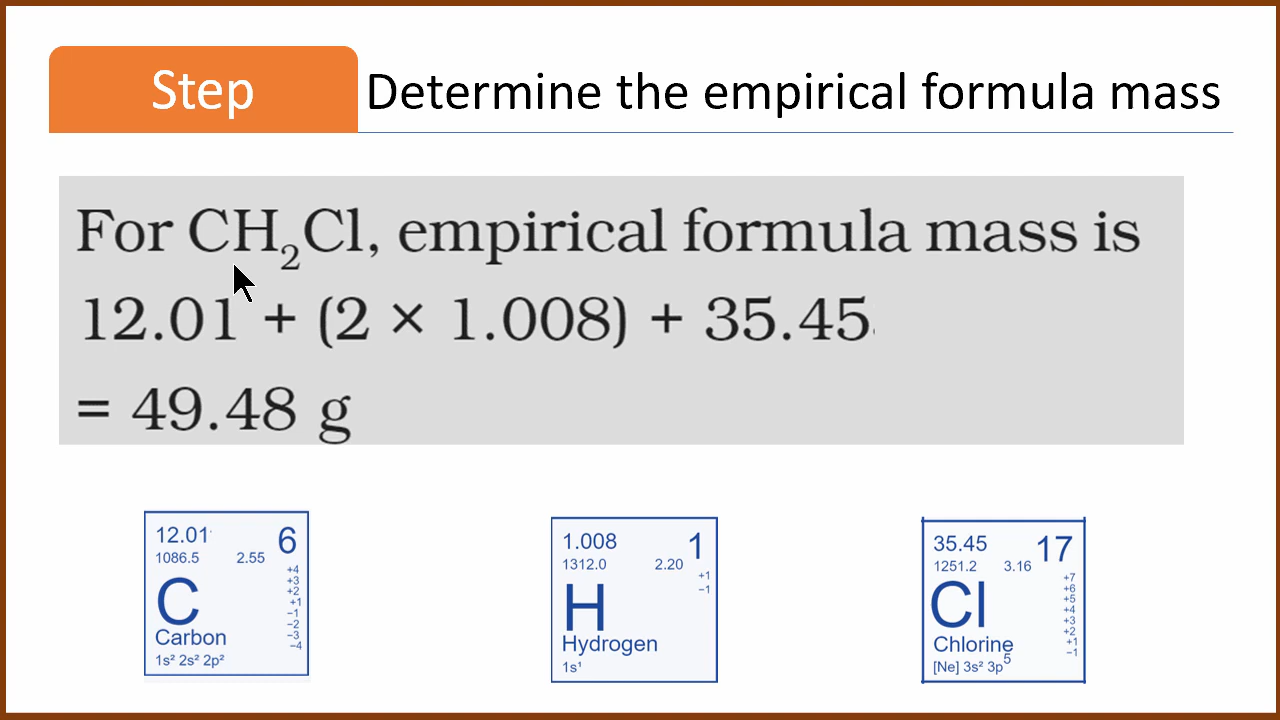 Step
Determine the empirical formula mass
For CH₂Cl, empirical formula mass is
12.01 + (2 × 1.008) + 35.45
= 49.48 g
12.01 6
1086.5 2.55
+4
+3
+2
+1
−1
−2
−3
−4
C
Carbon
1s² 2s² 2p²
1.008 1
1312.0 2.20
+1
−1
H
Hydrogen
1s¹
35.45 17
1251.2 3.16
+7
+6
+5
+4
+3
+2
+1
−1
Cl
Chlorine
[Ne] 3s² 3p⁵